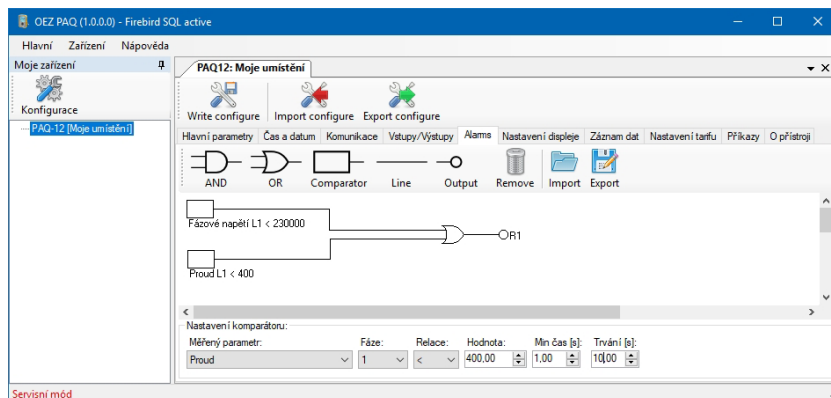 OEZ PAQ (1.0.0.0) - Firebird SQL active
Hlavní Zařízení Nápověda
Moje zařízení
Konfigurace
PAQ-12 [Moje umístění]
PAQ12: Moje umístění
Write configure Import configure Export configure
Hlavní parametry Čas a datum Komunikace Vstupy/Výstupy Alarms Nastavení displeje Záznam dat Nastavení tarifu Příkazy O přístroji
AND OR Comparator Line Output Remove Import Export
Fázové napětí L1 < 230000
R1
Proud L1 < 400
Nastavení komparátoru:
Měřený parametr: Fáze: Relace: Hodnota: Min čas [s]: Trvání [s]:
Proud 1 < 400,00 1,00 10,00
Servisní mód